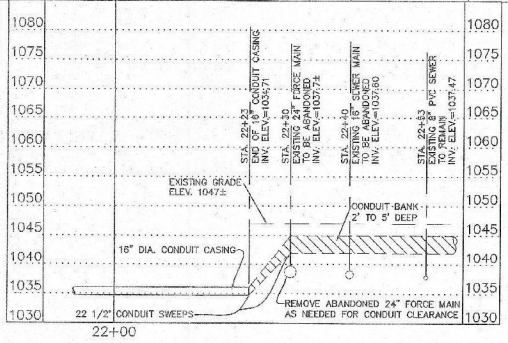 1080
1075
1070
1065
1060
1055
1050
1045
1040
1035
1030
1080
1075
1070
1065
1060
1055
1050
1045
1040
1035
1030
STA. 22+23
END OF 16" CONDUIT CASING
INV. ELEV.=1034.71
STA. 22+30
EXISTING 24" FORCE MAIN
TO BE ABANDONED
INV. ELEV.=1037.7±
STA. 22+40
EXISTING 16" SEWER MAIN
TO BE ABANDONED
INV. ELEV.=1037.60
STA. 22+53
EXISTING 8" PVC SEWER
TO REMAIN
INV. ELEV.=1037.47
EXISTING GRADE
ELEV. 1047±
CONDUIT BANK
2' TO 5' DEEP
16" DIA. CONDUIT CASING
22 1/2° CONDUIT SWEEPS
REMOVE ABANDONED 24" FORCE MAIN
AS NEEDED FOR CONDUIT CLEARANCE
22+00